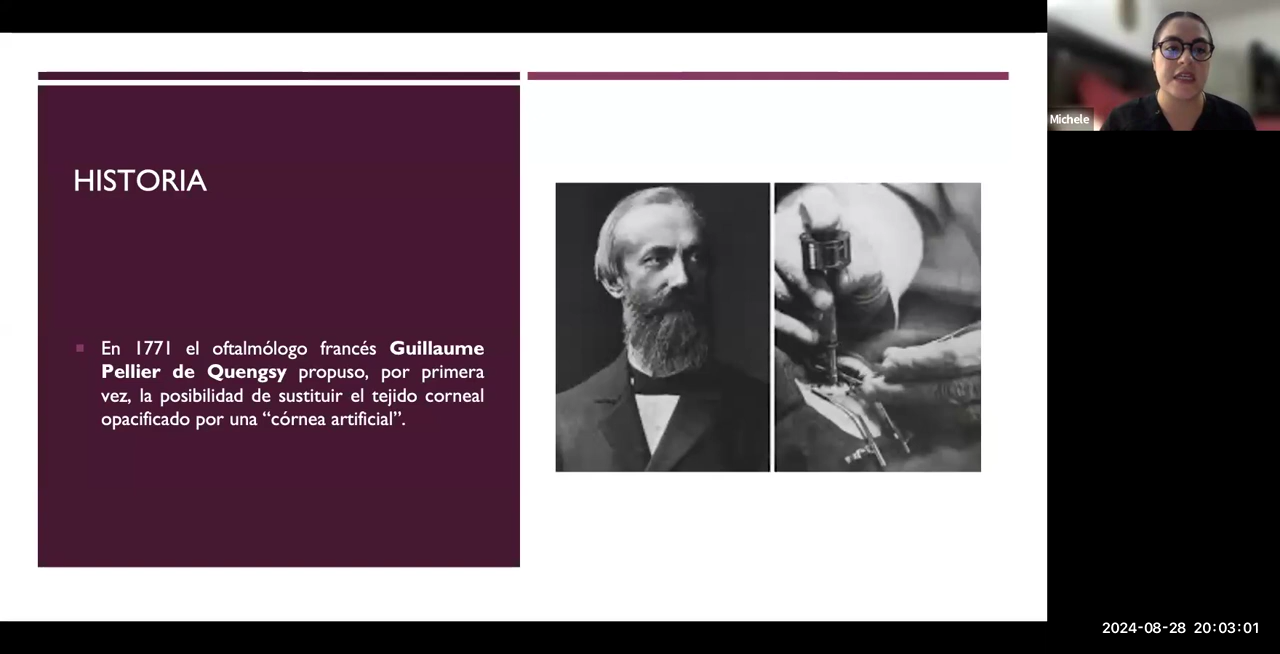 HISTORIA
En 1771 el oftalmólogo francés Guillaume
Pellier de Quengsy propuso, por primera
vez, la posibilidad de sustituir el tejido corneal
opacificado por una “córnea artificial”.
Michele
2024-08-28 20:03:01